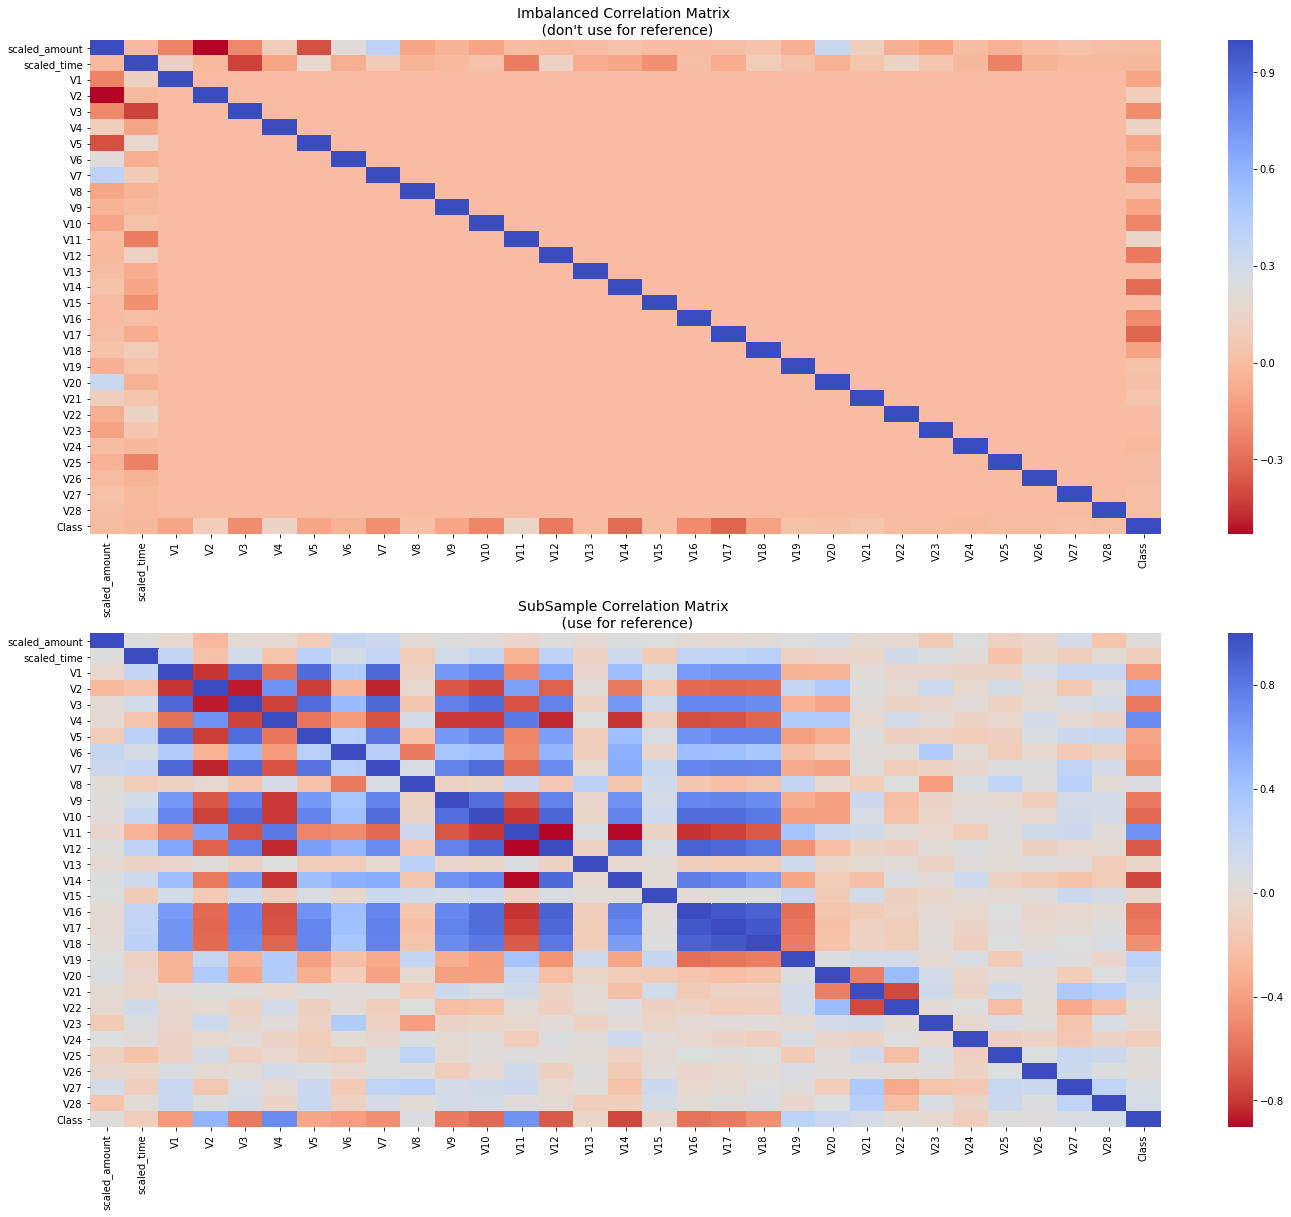 Imbalanced Correlation Matrix
(don't use for reference)
scaled_amount
scaled_time
V1
V2
V3
V4
V5
V6
V7
V8
V9
V10
V11
V12
V13
V14
V15
V16
V17
V18
V19
V20
V21
V22
V23
V24
V25
V26
V27
V28
Class
scaled_amount
scaled_time
V1
V2
V3
V4
V5
V6
V7
V8
V9
V10
V11
V12
V13
V14
V15
V16
V17
V18
V19
V20
V21
V22
V23
V24
V25
V26
V27
V28
Class
0.9
0.6
0.3
0.0
−0.3
SubSample Correlation Matrix
(use for reference)
scaled_amount
scaled_time
V1
V2
V3
V4
V5
V6
V7
V8
V9
V10
V11
V12
V13
V14
V15
V16
V17
V18
V19
V20
V21
V22
V23
V24
V25
V26
V27
V28
Class
scaled_amount
scaled_time
V1
V2
V3
V4
V5
V6
V7
V8
V9
V10
V11
V12
V13
V14
V15
V16
V17
V18
V19
V20
V21
V22
V23
V24
V25
V26
V27
V28
Class
0.8
0.4
0.0
−0.4
−0.8